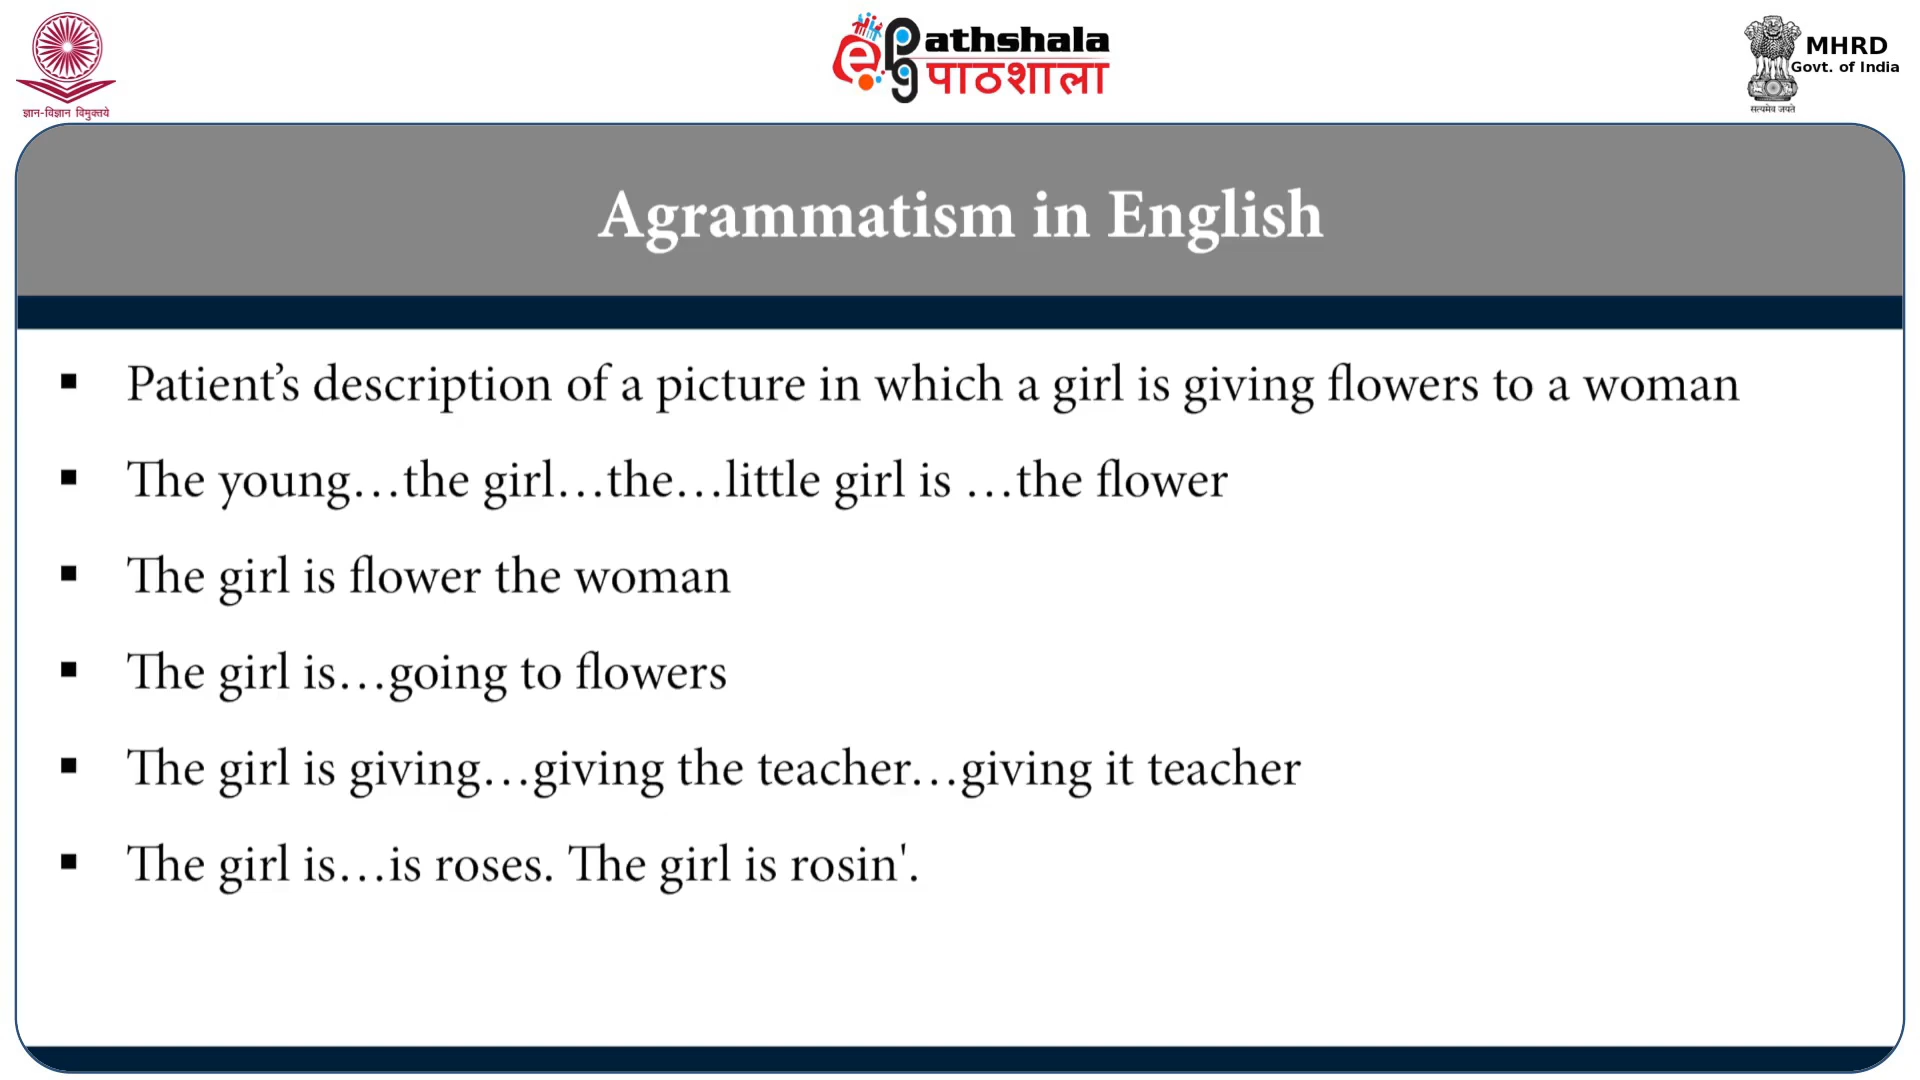 ज्ञान-विज्ञान विमुक्तये
ePg Pathshala
पाठशाला
MHRD
Govt. of India
सत्यमेव जयते
Agrammatism in English
▪ Patient’s description of a picture in which a girl is giving flowers to a woman
▪ The young…the girl…the…little girl is …the flower
▪ The girl is flower the woman
▪ The girl is…going to flowers
▪ The girl is giving…giving the teacher…giving it teacher
▪ The girl is…is roses. The girl is rosin'.